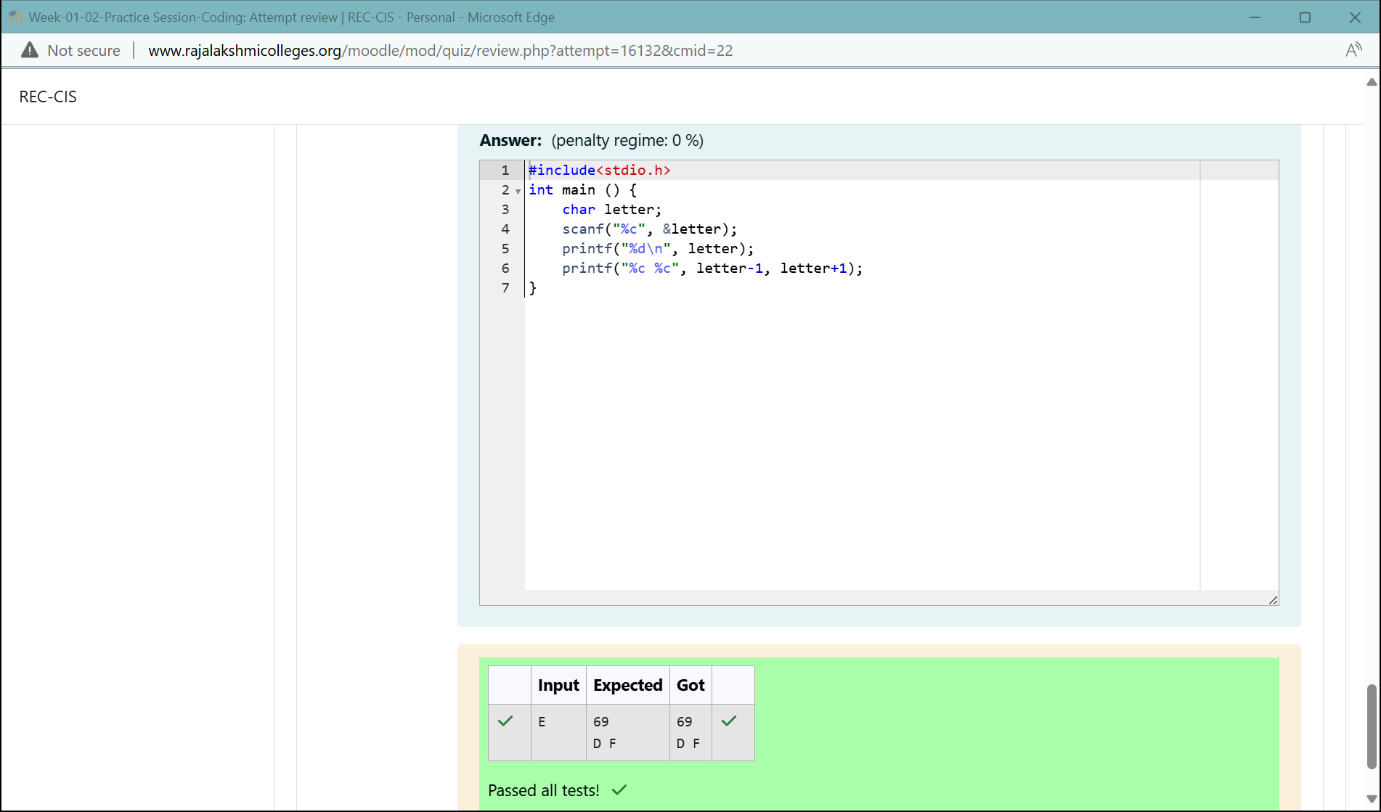 Week-01-02-Practice Session-Coding: Attempt review | REC-CIS - Personal - Microsoft Edge
Not secure | www.rajalakshmicolleges.org/moodle/mod/quiz/review.php?attempt=16132&cmid=22
REC-CIS
Answer: (penalty regime: 0 %)
1 #include<stdio.h>
2 int main () {
3     char letter;
4     scanf("%c", &letter);
5     printf("%d\n", letter);
6     printf("%c %c", letter-1, letter+1);
7 }
Input Expected Got
E 69 69
D F D F
Passed all tests!